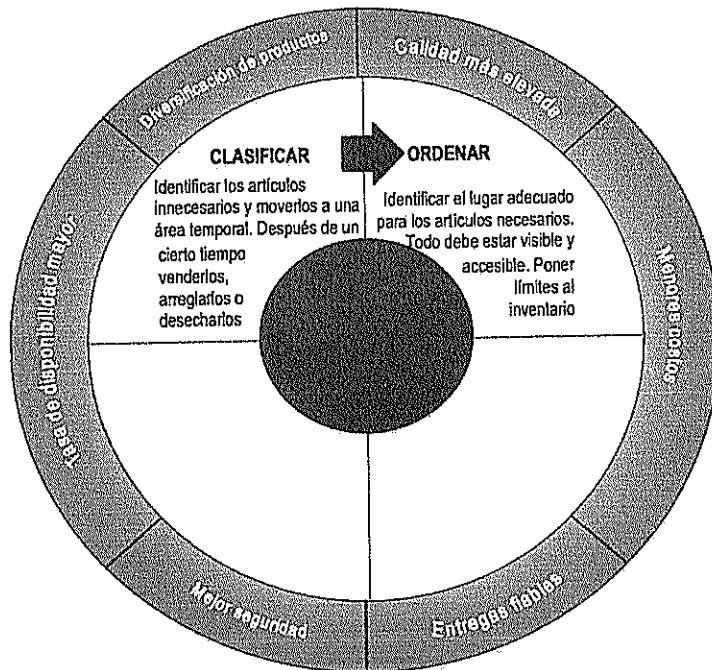 Diversificación de productos
Calidad más elevada
CLASIFICAR
Identificar los artículos
innecesarios y moverlos a una
área temporal. Después de un
cierto tiempo
venderlos,
arreglarlos o
desecharlos
ORDENAR
Identificar el lugar adecuado
para los artículos necesarios.
Todo debe estar visible y
accesible. Poner
límites al
inventario
Tasa de disponibilidad mayor
Menores costos
Mejor seguridad
Entregas fiables